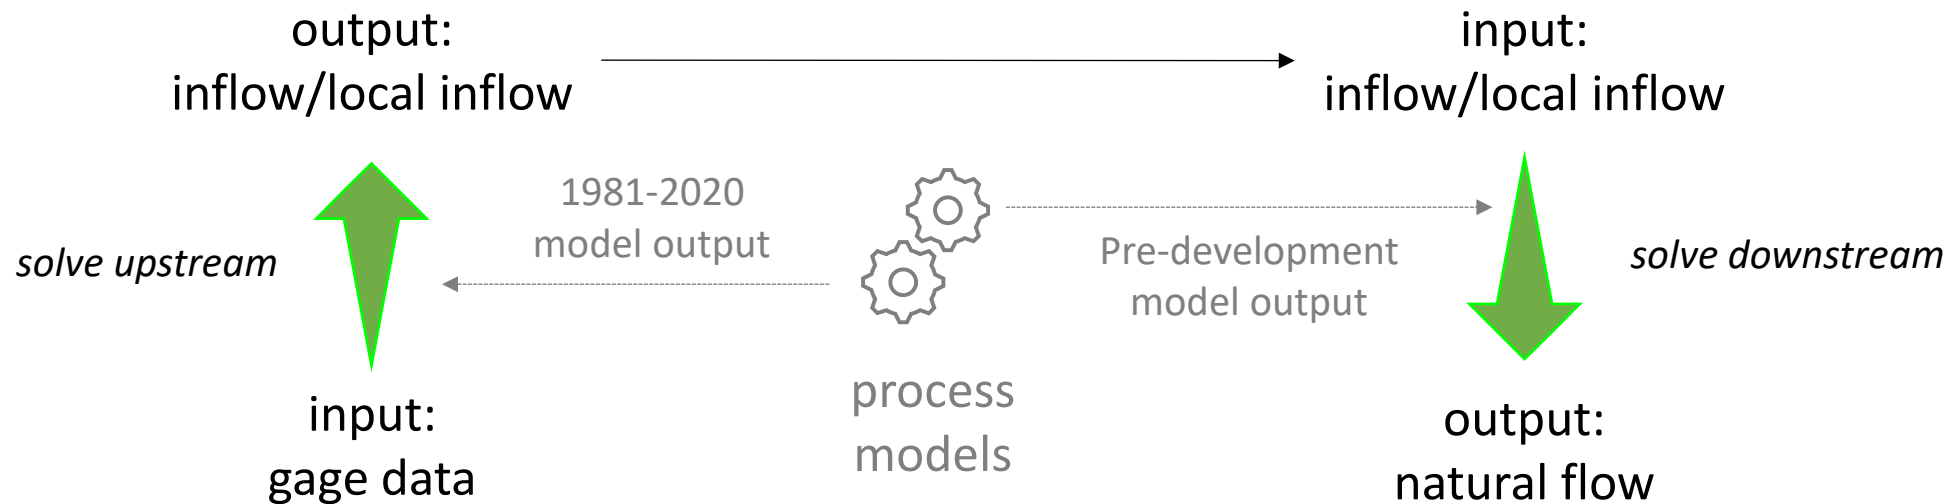 output:
inflow/local inflow
input:
inflow/local inflow
1981-2020
model output
Pre-development
model output
solve upstream
solve downstream
process
models
input:
gage data
output:
natural flow